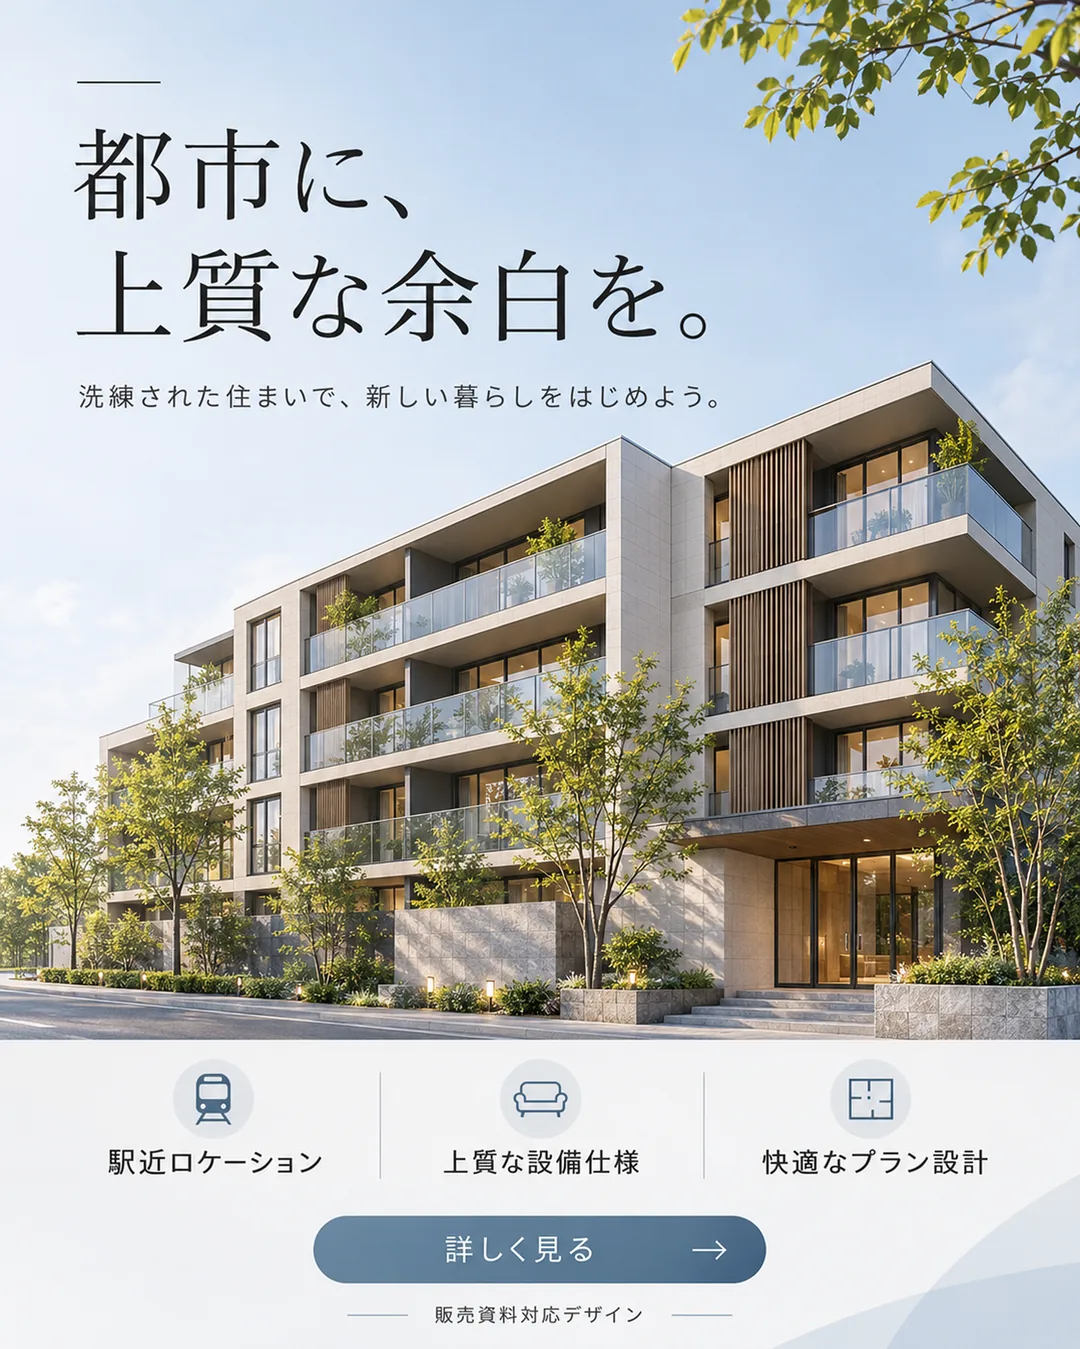 都市に、
上質な余白を。
洗練された住まいで、新しい暮らしをはじめよう。
駅近ロケーション
上質な設備仕様
快適なプラン設計
詳しく見る →
販売資料対応デザイン